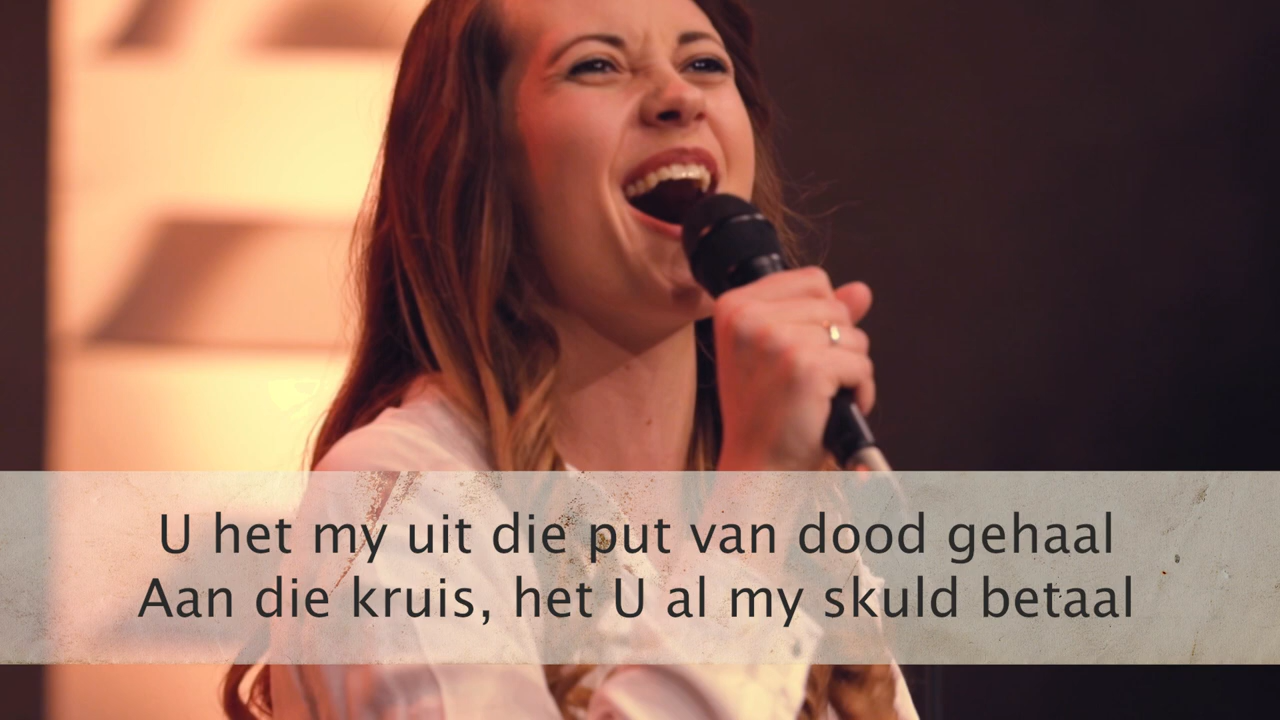 U het my uit die put van dood gehaal
Aan die kruis, het U al my skuld betaal